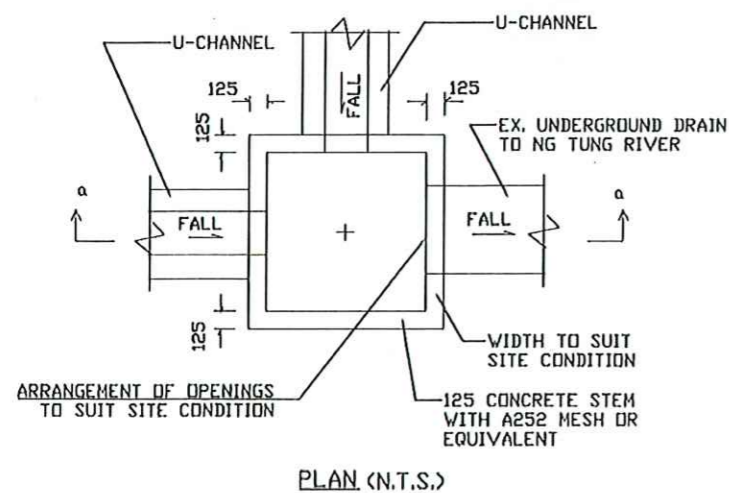 U-CHANNEL
U-CHANNEL
125
125
125
FALL
EX. UNDERGROUND DRAIN
TO NG TUNG RIVER
a
a
FALL
FALL
125
WIDTH TO SUIT
SITE CONDITION
ARRANGEMENT OF OPENINGS
TO SUIT SITE CONDITION
125 CONCRETE STEM
WITH A252 MESH OR
EQUIVALENT
PLAN (N.T.S.)